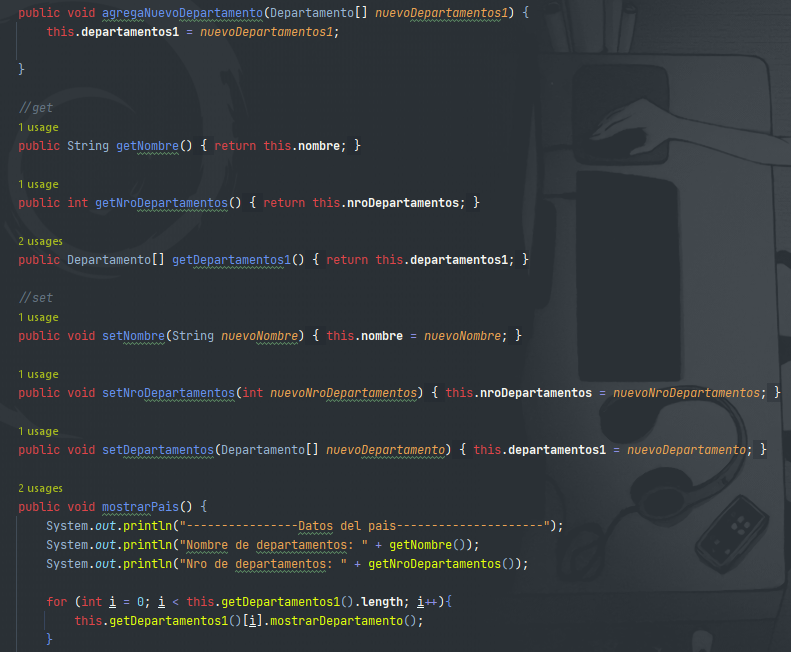 public void agregaNuevoDepartamento(Departamento[] nuevoDepartamentos1) {
this.departamentos1 = nuevoDepartamentos1;
}
//get
1 usage
public String getNombre() { return this.nombre; }
1 usage
public int getNroDepartamentos() { return this.nroDepartamentos; }
2 usages
public Departamento[] getDepartamentos1() { return this.departamentos1; }
//set
1 usage
public void setNombre(String nuevoNombre) { this.nombre = nuevoNombre; }
1 usage
public void setNroDepartamentos(int nuevoNroDepartamentos) { this.nroDepartamentos = nuevoNroDepartamentos; }
1 usage
public void setDepartamentos(Departamento[] nuevoDepartamento) { this.departamentos1 = nuevoDepartamento; }
2 usages
public void mostrarPais() {
System.out.println("----------------Datos del pais---------------------");
System.out.println("Nombre de departamentos: " + getNombre());
System.out.println("Nro de departamentos: " + getNroDepartamentos());
for (int i = 0; i < this.getDepartamentos1().length; i++){
this.getDepartamentos1()[i].mostrarDepartamento();
}